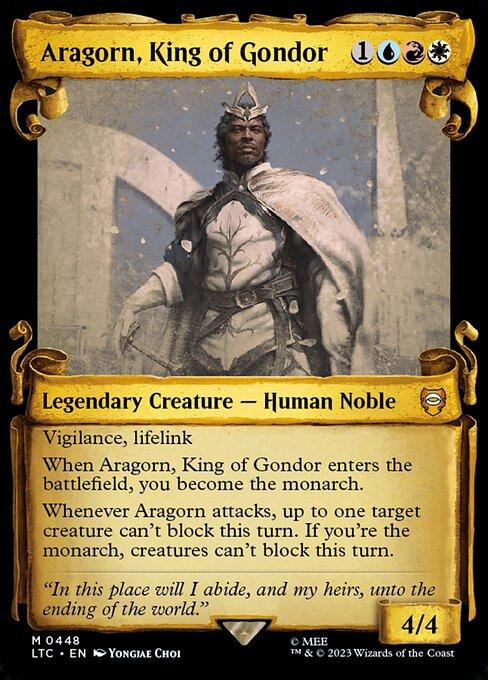 Aragorn, King of Gondor 1
Legendary Creature — Human Noble
Vigilance, lifelink
When Aragorn, King of Gondor enters the
battlefield, you become the monarch.
Whenever Aragorn attacks, up to one target
creature can't block this turn. If you're the
monarch, creatures can't block this turn.
“In this place will I abide, and my heirs, unto the
ending of the world.”
4/4
M 0448
LTC • EN Yongjae Choi
© MEE
™ & © 2023 Wizards of the Coast